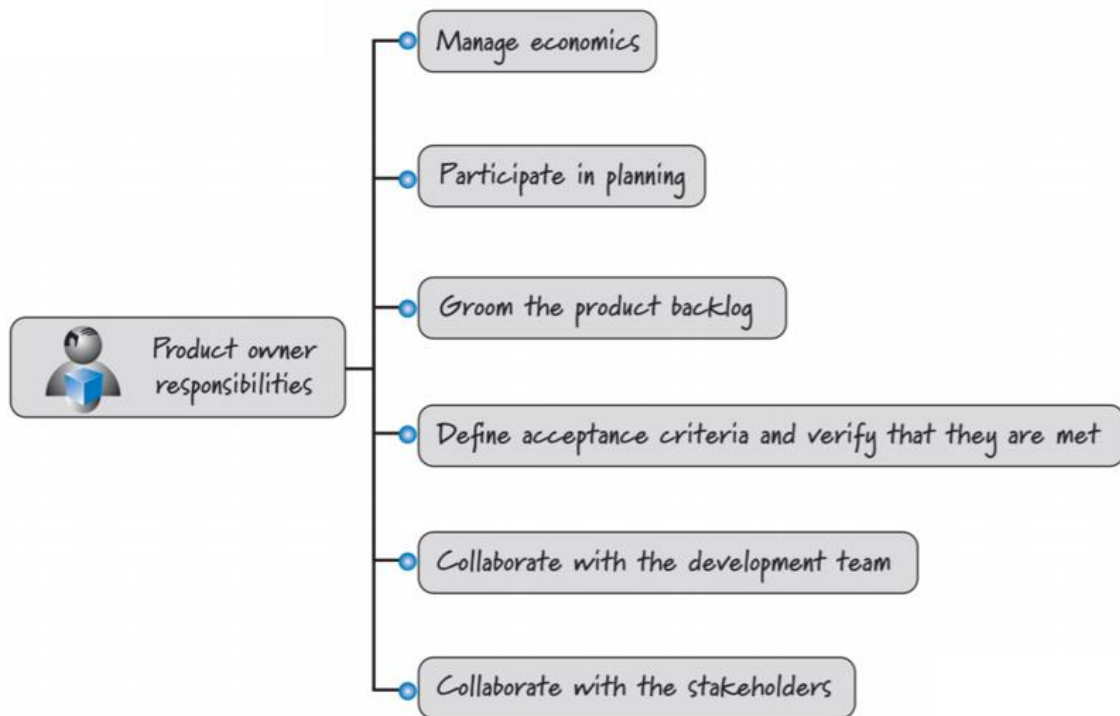 Manage economics
Participate in planning
Groom the product backlog
Product owner
responsibilities
Define acceptance criteria and verify that they are met
Collaborate with the development team
Collaborate with the stakeholders